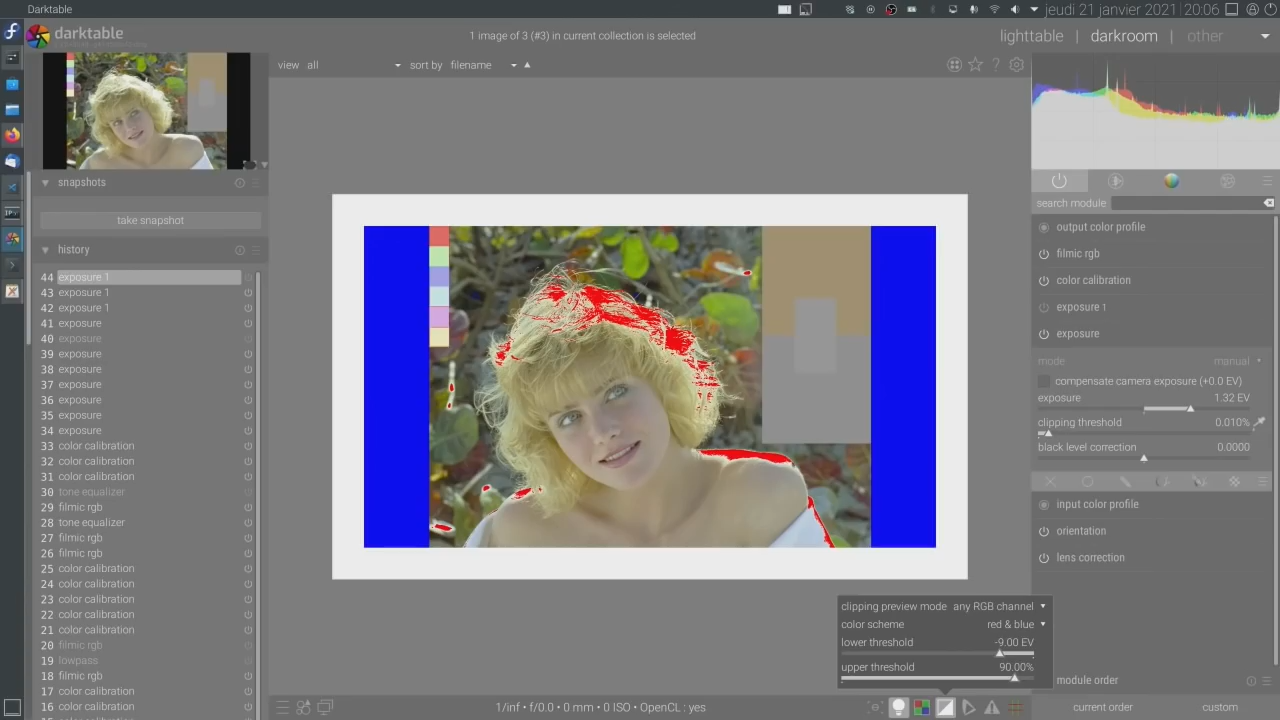 Darktable
jeudi 21 janvier 2021 | 20:06
darktable
1 image of 3 (#3) in current collection is selected
lighttable | darkroom | other
view all
sort by filename
snapshots
take snapshot
history
44 exposure 1
43 exposure 1
42 exposure 1
41 exposure
40 exposure
39 exposure
38 exposure
37 exposure
36 exposure
35 exposure
34 exposure
33 color calibration
32 color calibration
31 color calibration
30 tone equalizer
29 filmic rgb
28 tone equalizer
27 filmic rgb
26 filmic rgb
25 color calibration
24 color calibration
23 color calibration
22 color calibration
21 color calibration
20 filmic rgb
19 lowpass
18 filmic rgb
17 color calibration
16 color calibration
search module
output color profile
filmic rgb
color calibration
exposure 1
exposure
mode manual
compensate camera exposure (+0.0 EV)
exposure 1.32 EV
clipping threshold 0.010%
black level correction 0.0000
input color profile
orientation
lens correction
clipping preview mode any RGB channel
color scheme red & blue
lower threshold -9.00 EV
upper threshold 90.00%
module order
current order custom
1/inf • f/0.0 • 0 mm • 0 ISO • OpenCL : yes